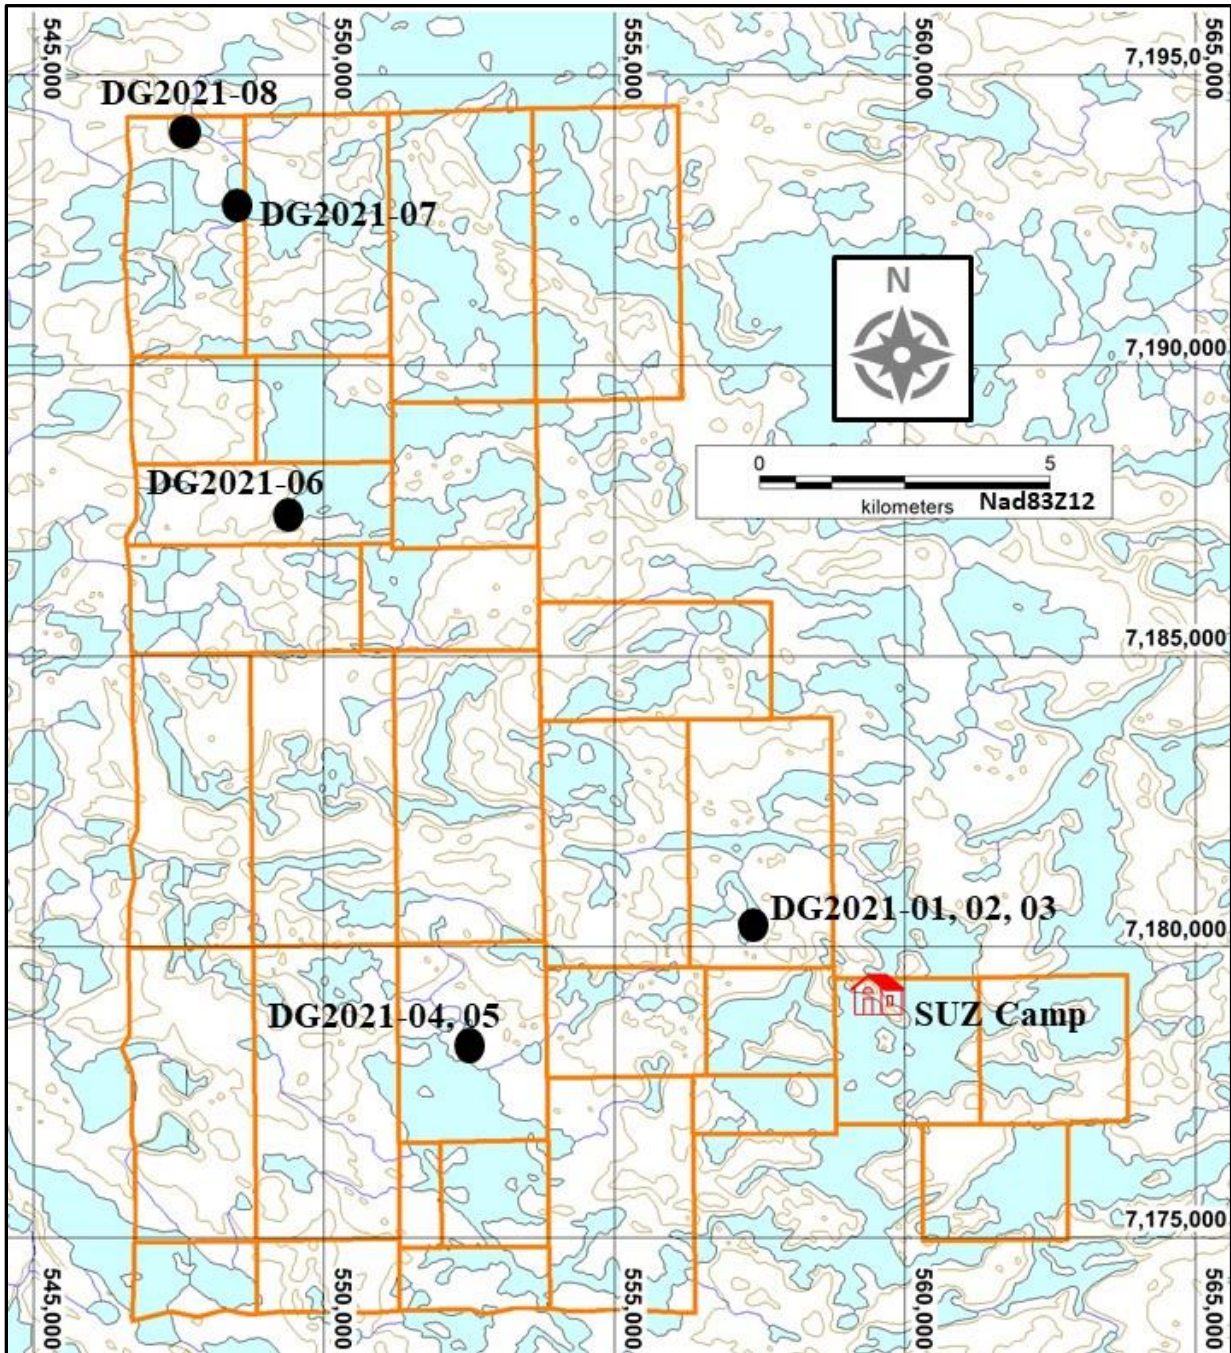 545,000
550,000
555,000
560,000
565,000
7,195,0
DG2021-08
DG2021-07
N
7,190,000
0 5
kilometers Nad83Z12
DG2021-06
7,185,000
DG2021-01, 02, 03
7,180,000
DG2021-04, 05
SUZ Camp
7,175,000
545,000
550,000
555,000
560,000
565,000